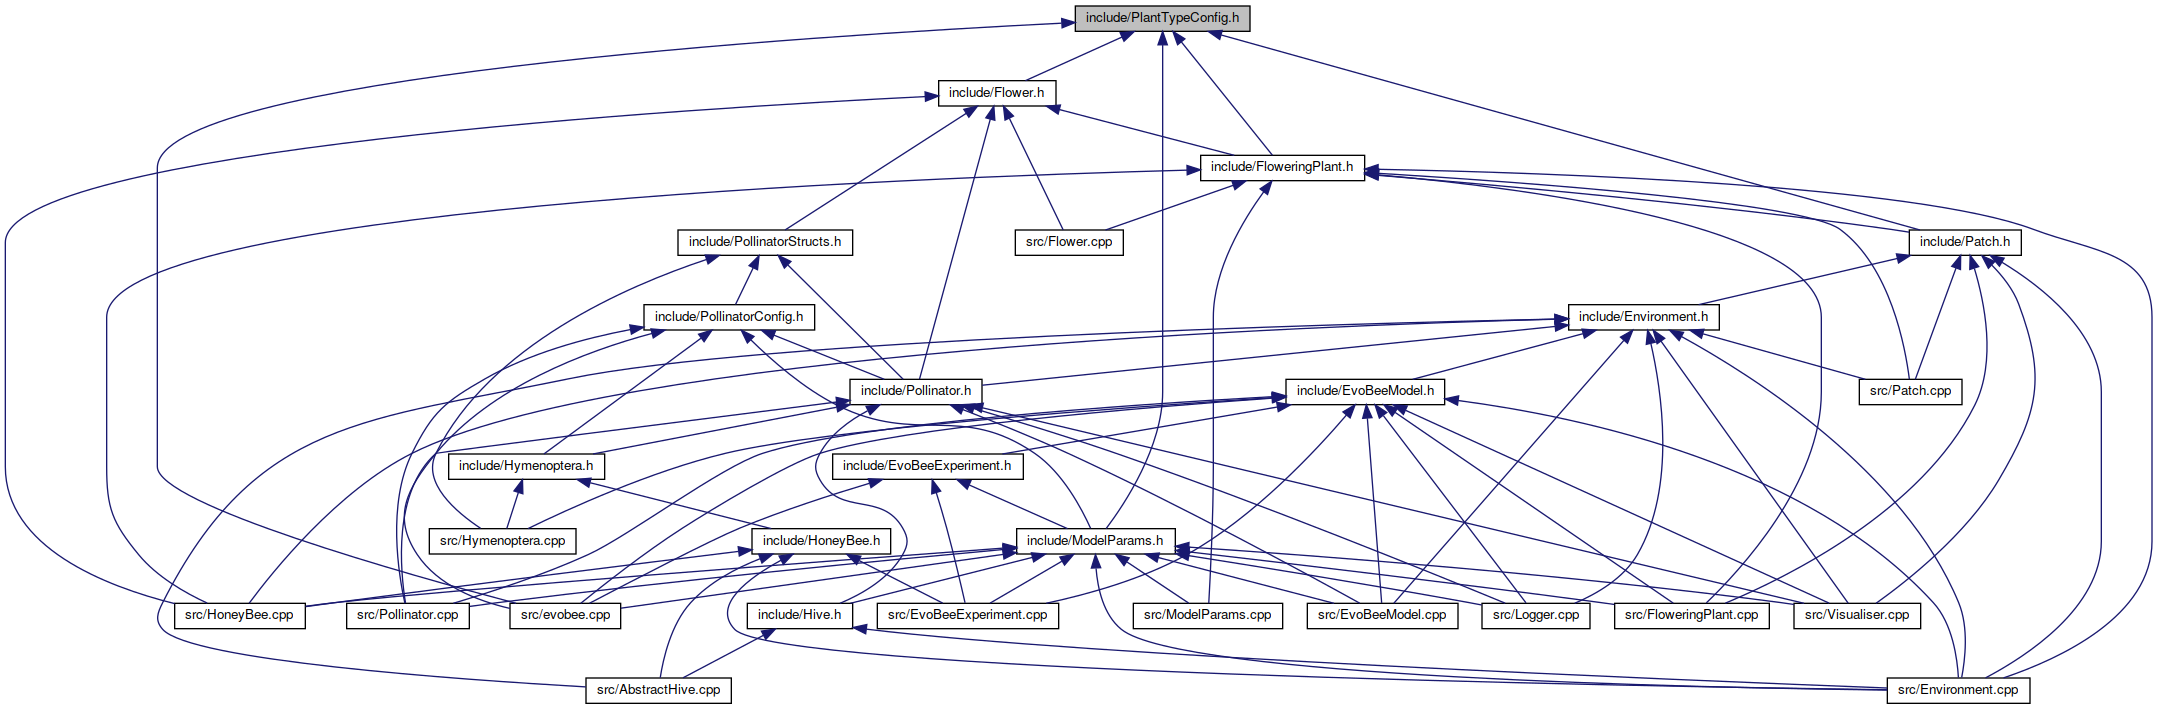 include/PlantTypeConfig.h
include/Flower.h
include/FloweringPlant.h
include/PollinatorStructs.h
src/Flower.cpp
include/Patch.h
include/PollinatorConfig.h
include/Environment.h
include/Pollinator.h
include/EvoBeeModel.h
src/Patch.cpp
include/Hymenoptera.h
include/EvoBeeExperiment.h
src/Hymenoptera.cpp
include/HoneyBee.h
include/ModelParams.h
src/HoneyBee.cpp
src/Pollinator.cpp
src/evobee.cpp
include/Hive.h
src/EvoBeeExperiment.cpp
src/ModelParams.cpp
src/EvoBeeModel.cpp
src/Logger.cpp
src/FloweringPlant.cpp
src/Visualiser.cpp
src/AbstractHive.cpp
src/Environment.cpp